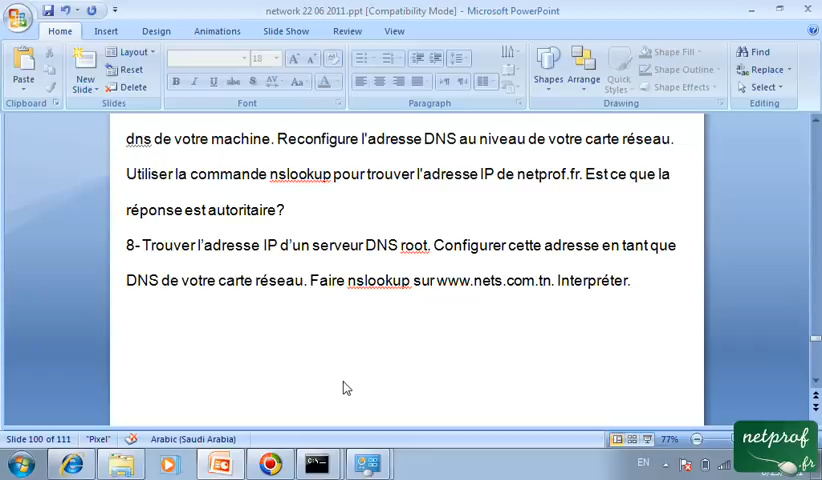 network 22 06 2011.ppt [Compatibility Mode] - Microsoft PowerPoint
Home Insert Design Animations Slide Show Review View
Paste
New Slide
Layout
Reset
Delete
18
Shapes
Arrange
Quick Styles
Shape Fill
Shape Outline
Shape Effects
Find
Replace
Select
Clipboard Slides Font Paragraph Drawing Editing
dns de votre machine. Reconfigure l'adresse DNS au niveau de votre carte réseau.
Utiliser la commande nslookup pour trouver l'adresse IP de netprof.fr. Est ce que la
réponse est autoritaire?
8- Trouver l'adresse IP d'un serveur DNS root. Configurer cette adresse en tant que
DNS de votre carte réseau. Faire nslookup sur www.nets.com.tn. Interpréter.
Slide 100 of 111 "Pixel" Arabic (Saudi Arabia) 77%
EN
netprof
.fr